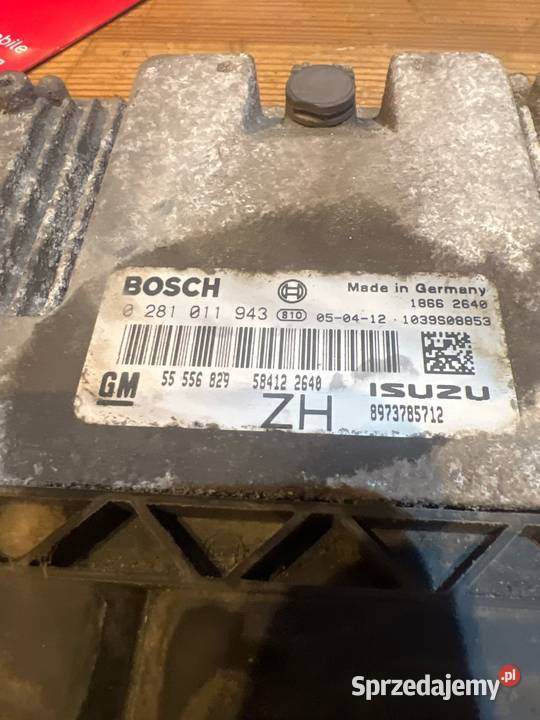 bile
BOSCH Made in Germany
1866 2640
0 281 011 943 810 05-04-12 · 1039S08853
GM 55 556 829 58412 2640 ISUZU
ZH 8973785712
Sprzedajemy.pl